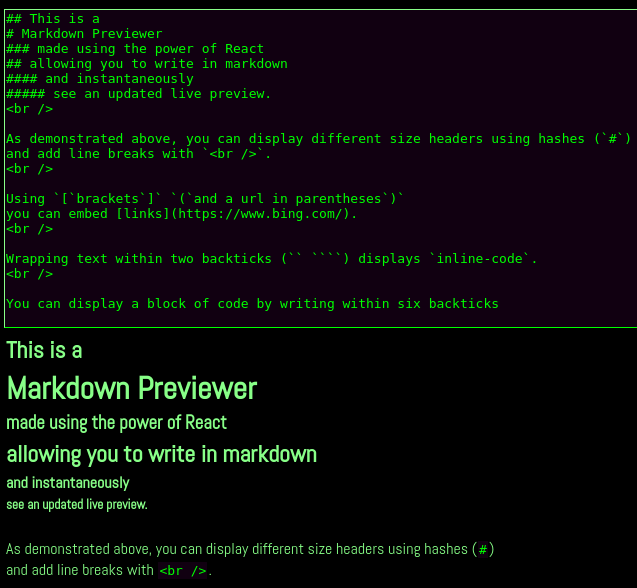 ## This is a
# Markdown Previewer
### made using the power of React
## allowing you to write in markdown
#### and instantaneously
##### see an updated live preview.
<br />
As demonstrated above, you can display different size headers using hashes (`#`)
and add line breaks with `<br />`.
<br />
Using `[`brackets`]` `(`and a url in parentheses`)`
you can embed [links](https://www.bing.com/).
<br />
Wrapping text within two backticks (`` ````) displays `inline-code`.
<br />
You can display a block of code by writing within six backticks
This is a
Markdown Previewer
made using the power of React
allowing you to write in markdown
and instantaneously
see an updated live preview.
As demonstrated above, you can display different size headers using hashes (#)
and add line breaks with <br />.